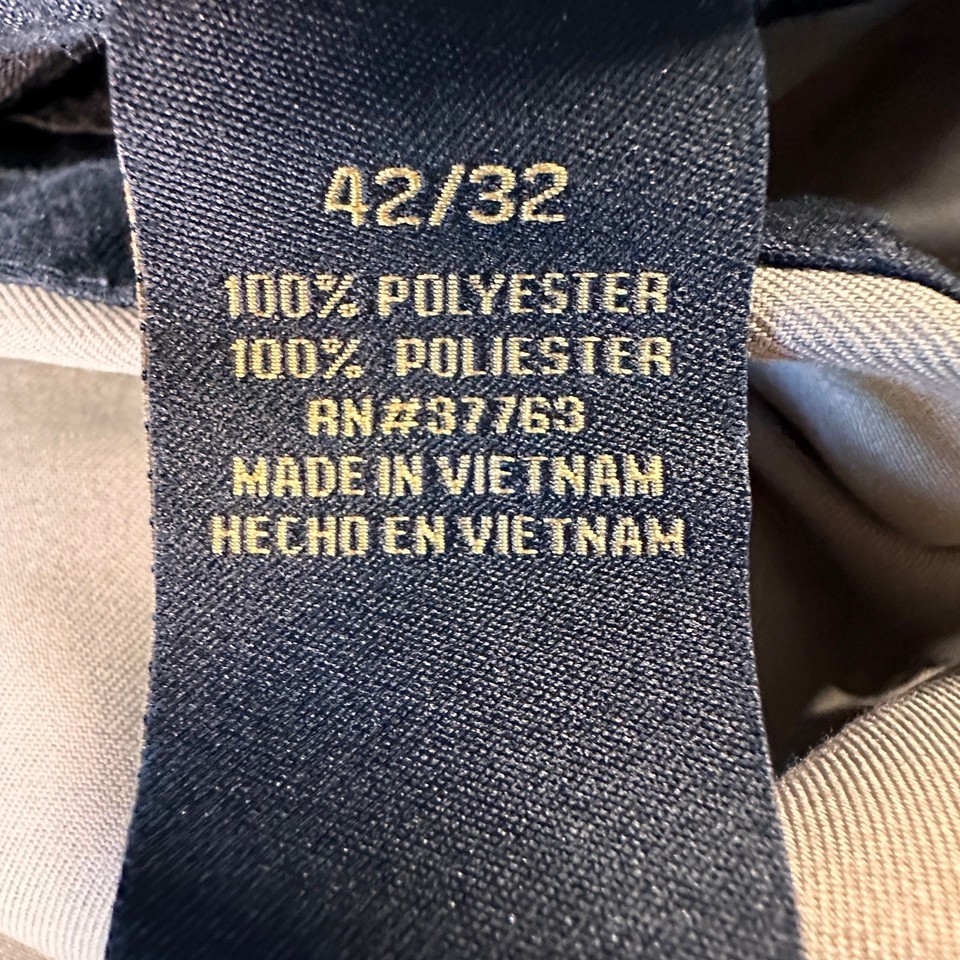 42/32
100% POLYESTER
100% POLIESTER
RN#37763
MADE IN VIETNAM
HECHO EN VIETNAM